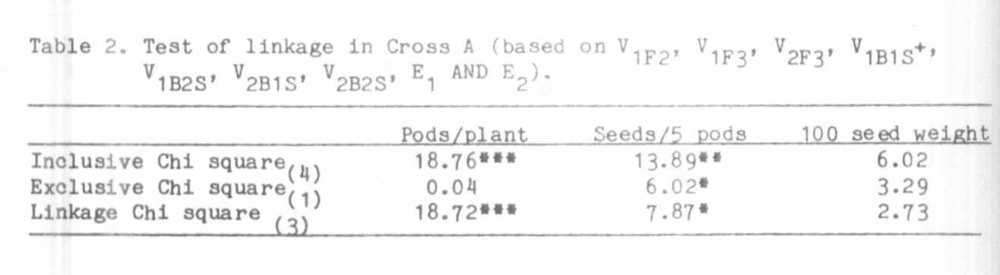 Table 2. Test of linkage in Cross A (based on V1F2, V1F3, V2F3, V1B1S+,
V1B2S, V2B1S, V2B2S, E1 AND E2).
Pods/plant Seeds/5 pods 100 seed weight
Inclusive Chi square(4) 18.76*** 13.89** 6.02
Exclusive Chi square(1) 0.04 6.02* 3.29
Linkage Chi square (3) 18.72*** 7.87* 2.73